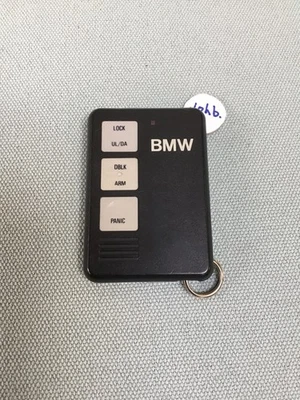 LOCK
UL/DA
BMW
DBLK
ARM
PANIC